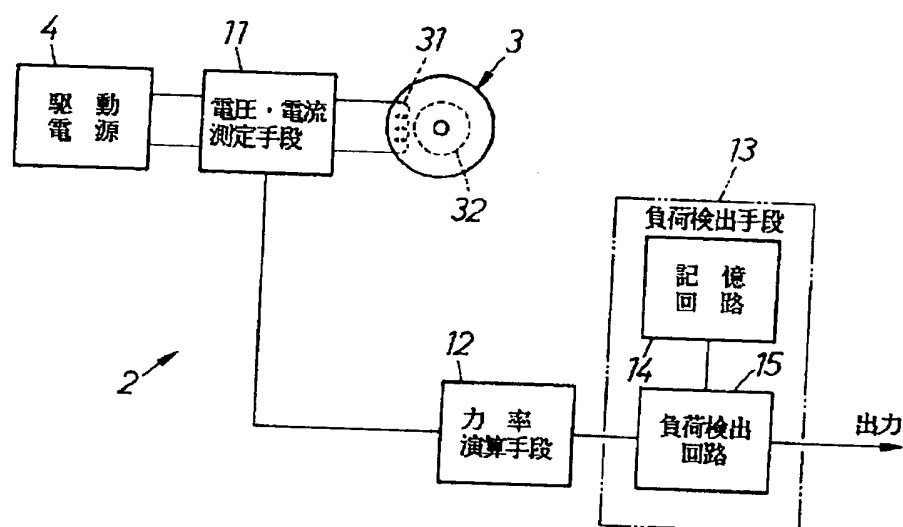 4
11
31
3
駆動
電源
電圧・電流
測定手段
32
13
負荷検出手段
記憶
回路
14
15
2
12
力率
演算手段
負荷検出
回路
出力